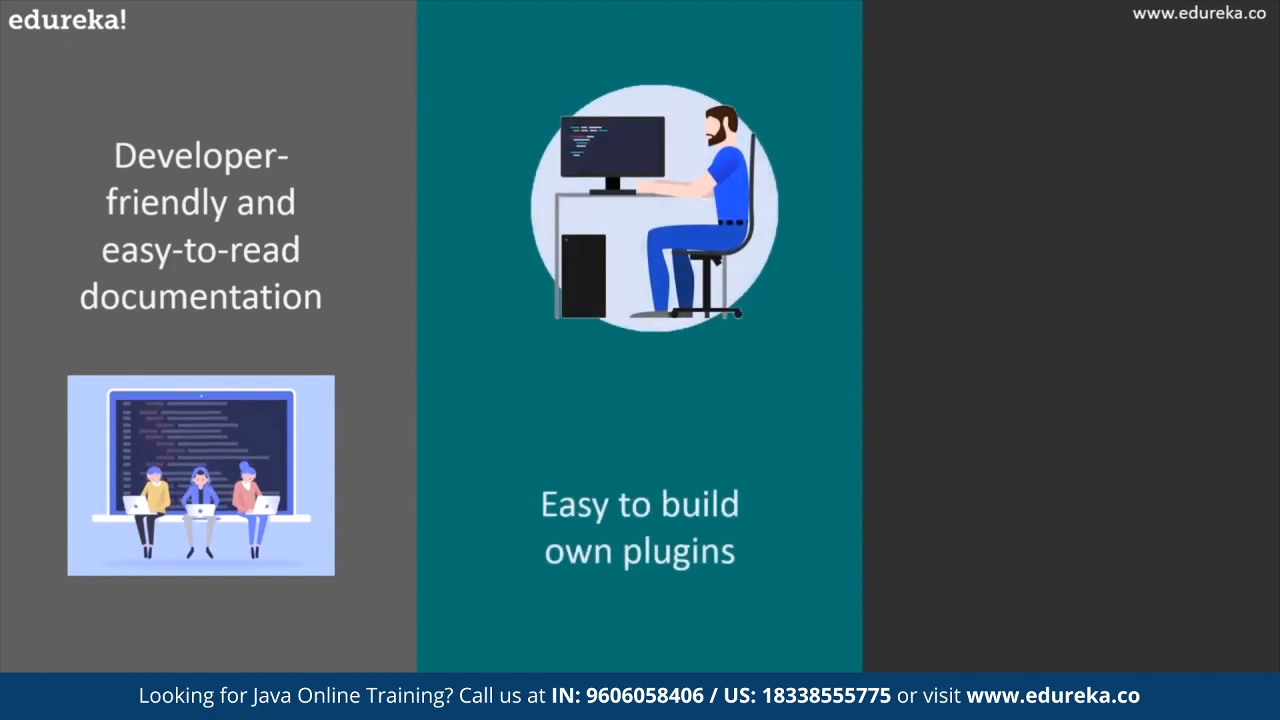 edureka!
www.edureka.co
Developer-
friendly and
easy-to-read
documentation
Easy to build
own plugins
Looking for Java Online Training? Call us at IN: 9606058406 / US: 18338555775 or visit www.edureka.co